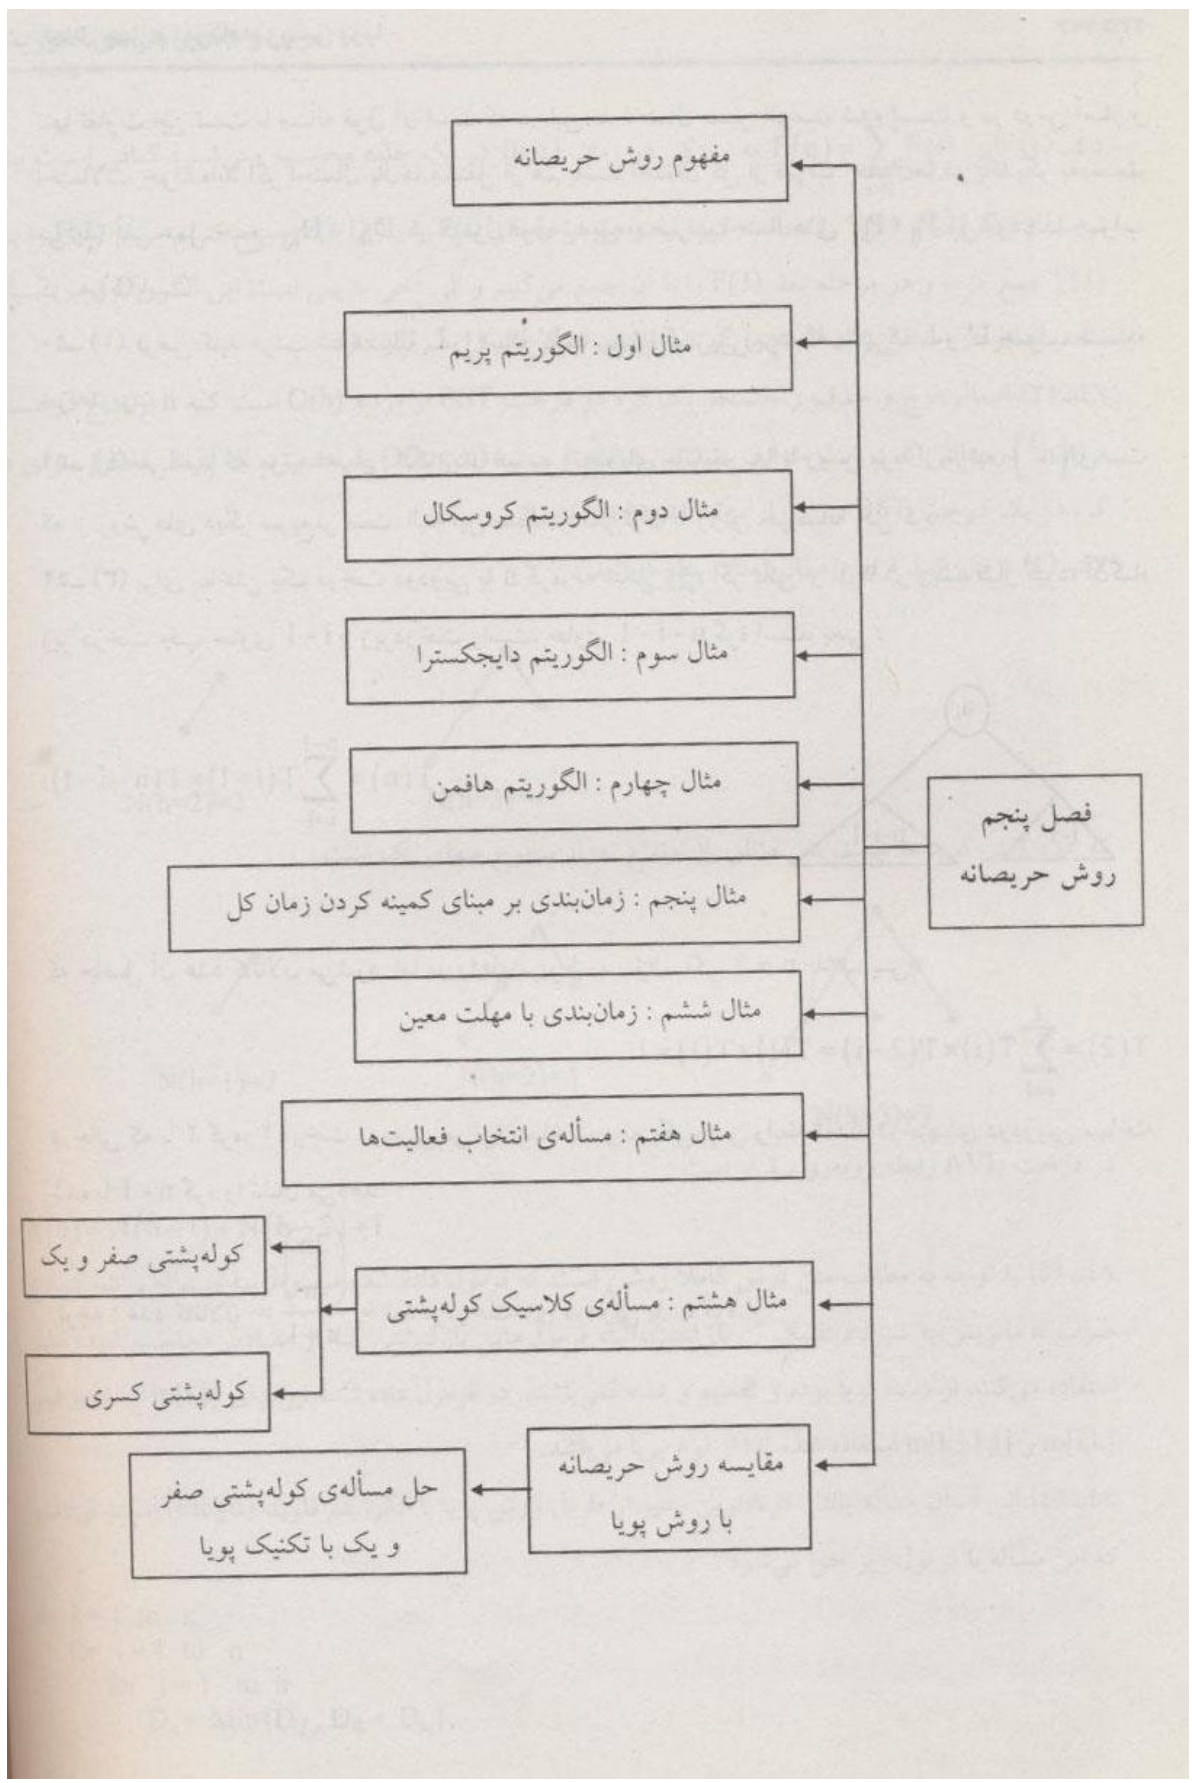 مفهوم روش حریصانه
مثال اول : الگوریتم پریم
مثال دوم : الگوریتم کروسکال
مثال سوم : الگوریتم دایجکسترا
مثال چهارم : الگوریتم هافمن
فصل پنجم
روش حریصانه
مثال پنجم : زمان‌بندی بر مبنای کمینه کردن زمان کل
مثال ششم : زمان‌بندی با مهلت معین
مثال هفتم : مسأله‌ی انتخاب فعالیت‌ها
مثال هشتم : مسأله‌ی کلاسیک کوله‌پشتی
کوله‌پشتی صفر و یک
کوله‌پشتی کسری
مقایسه روش حریصانه
با روش پویا
حل مسأله‌ی کوله‌پشتی صفر
و یک با تکنیک پویا